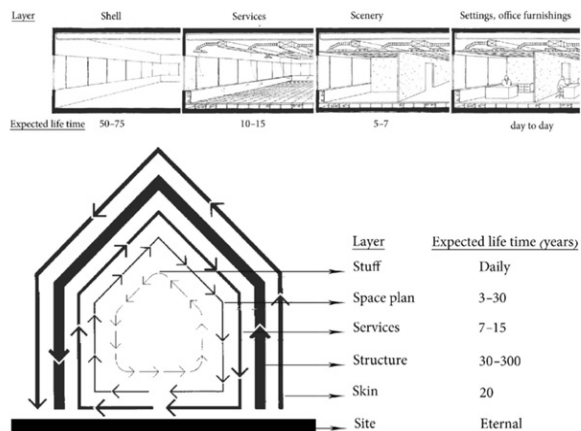 Layer Shell Services Scenery Settings, office furnishings
Expected life time 50–75 10–15 5–7 day to day
Layer Expected life time (years)
Stuff Daily
Space plan 3–30
Services 7–15
Structure 30–300
Skin 20
Site Eternal